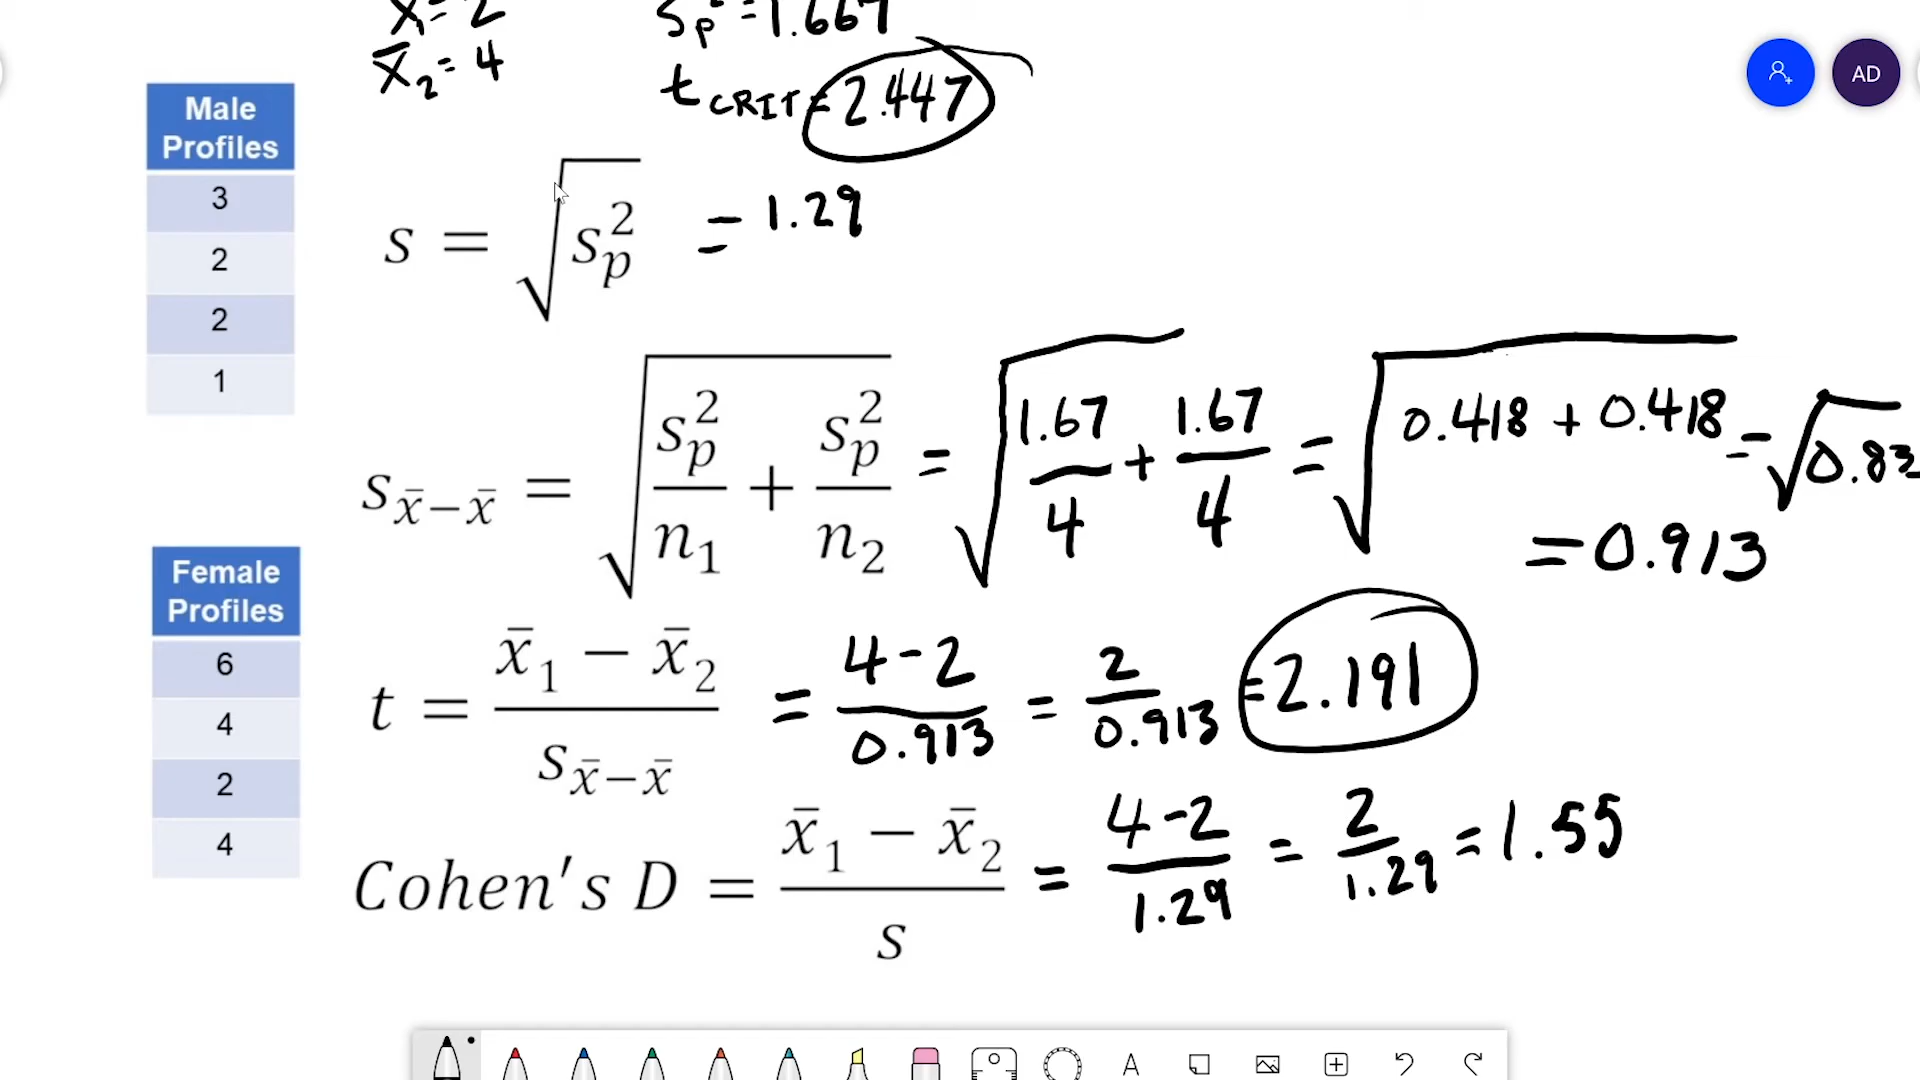 x̄₁ = 2
x̄₂ = 4
Sp² = 1.667
tCRIT = 2.447
AD
Male
Profiles
3
2
2
1
s = √sp² = 1.29
s x̄−x̄ = √(sp²/n₁ + sp²/n₂) = √(1.67/4 + 1.67/4) = √(0.418 + 0.418) = √0.83
= 0.913
Female
Profiles
6
4
2
4
t = (x̄₁ − x̄₂)/(s x̄−x̄) = (4-2)/0.913 = 2/0.913 = 2.191
Cohen's D = (x̄₁ − x̄₂)/s = (4-2)/1.29 = 2/1.29 = 1.55
A